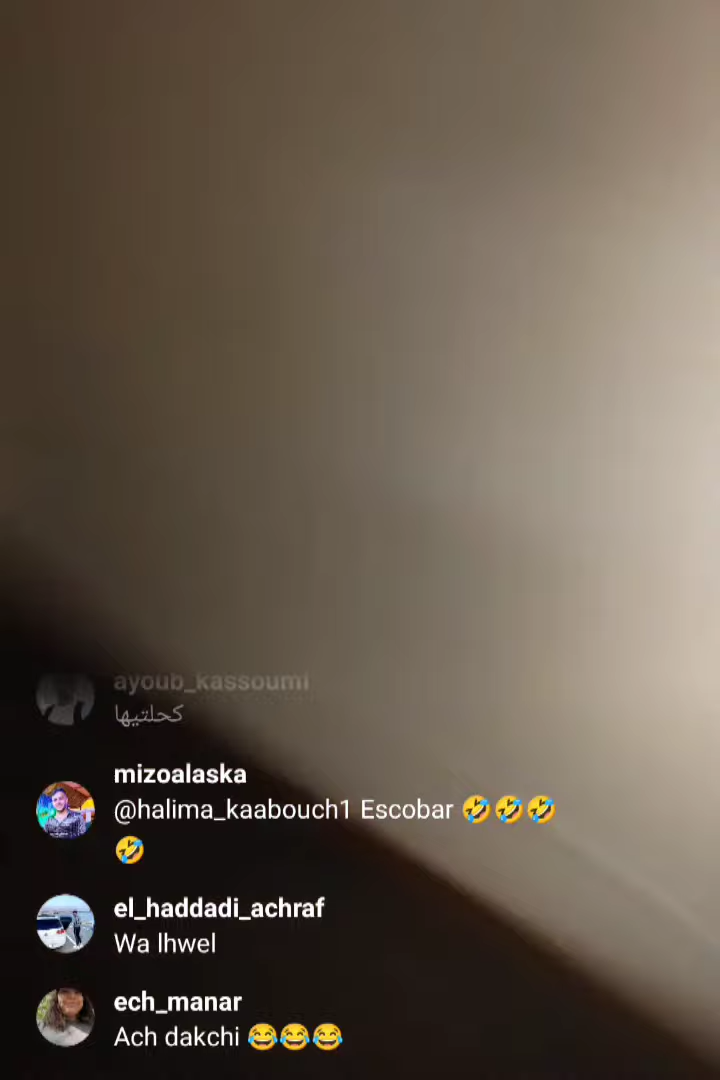 ayoub_kassoumi
كحلتيها
mizoalaska
@halima_kaabouch1 Escobar 🤣🤣🤣
🤣
el_haddadi_achraf
Wa lhwel
ech_manar
Ach dakchi 😂😂😂